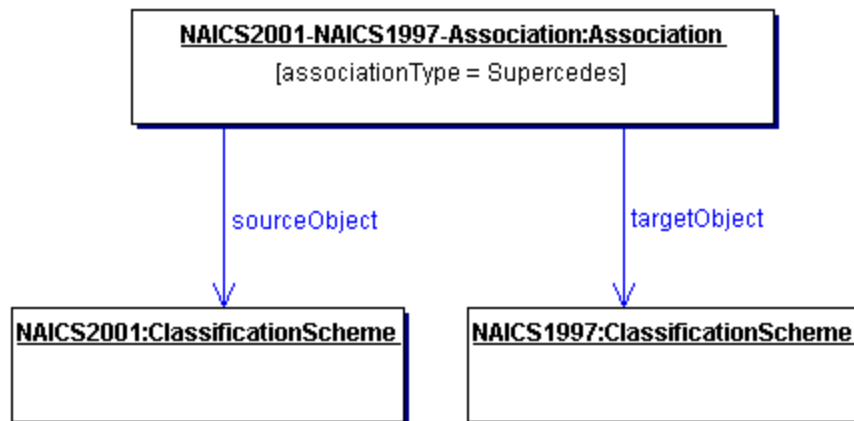 NAICS2001-NAICS1997-Association:Association
[associationType = Supercedes]
sourceObject
targetObject
NAICS2001:ClassificationScheme
NAICS1997:ClassificationScheme